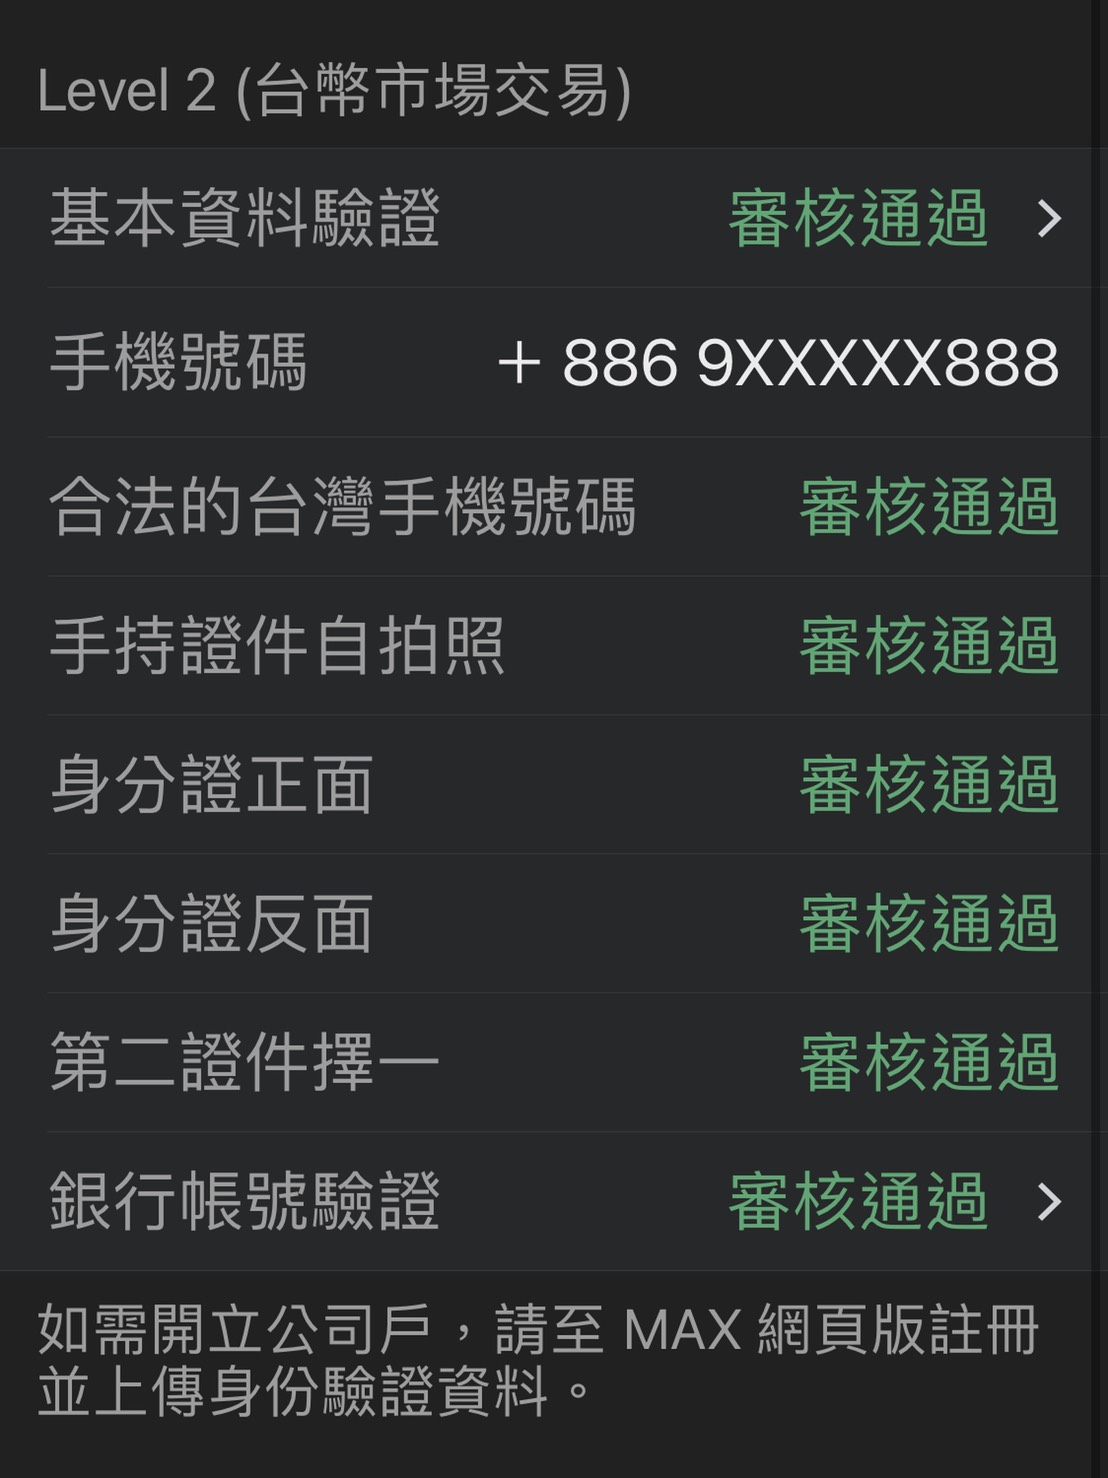 Level 2 (台幣市場交易)
基本資料驗證 審核通過 >
手機號碼 + 886 9XXXXX888
合法的台灣手機號碼 審核通過
手持證件自拍照 審核通過
身分證正面 審核通過
身分證反面 審核通過
第二證件擇一 審核通過
銀行帳號驗證 審核通過 >
如需開立公司戶，請至 MAX 網頁版註冊
並上傳身份驗證資料。